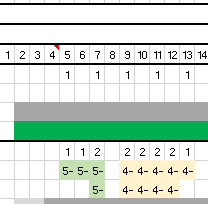 1 2 3 4 5 6 7 8 9 10 11 12 13 14
1 1 1 1 1
1 1 2 2 2 2 2 1
5- 5- 5- 4- 4- 4- 4- 4-
5- 4- 4- 4- 4-